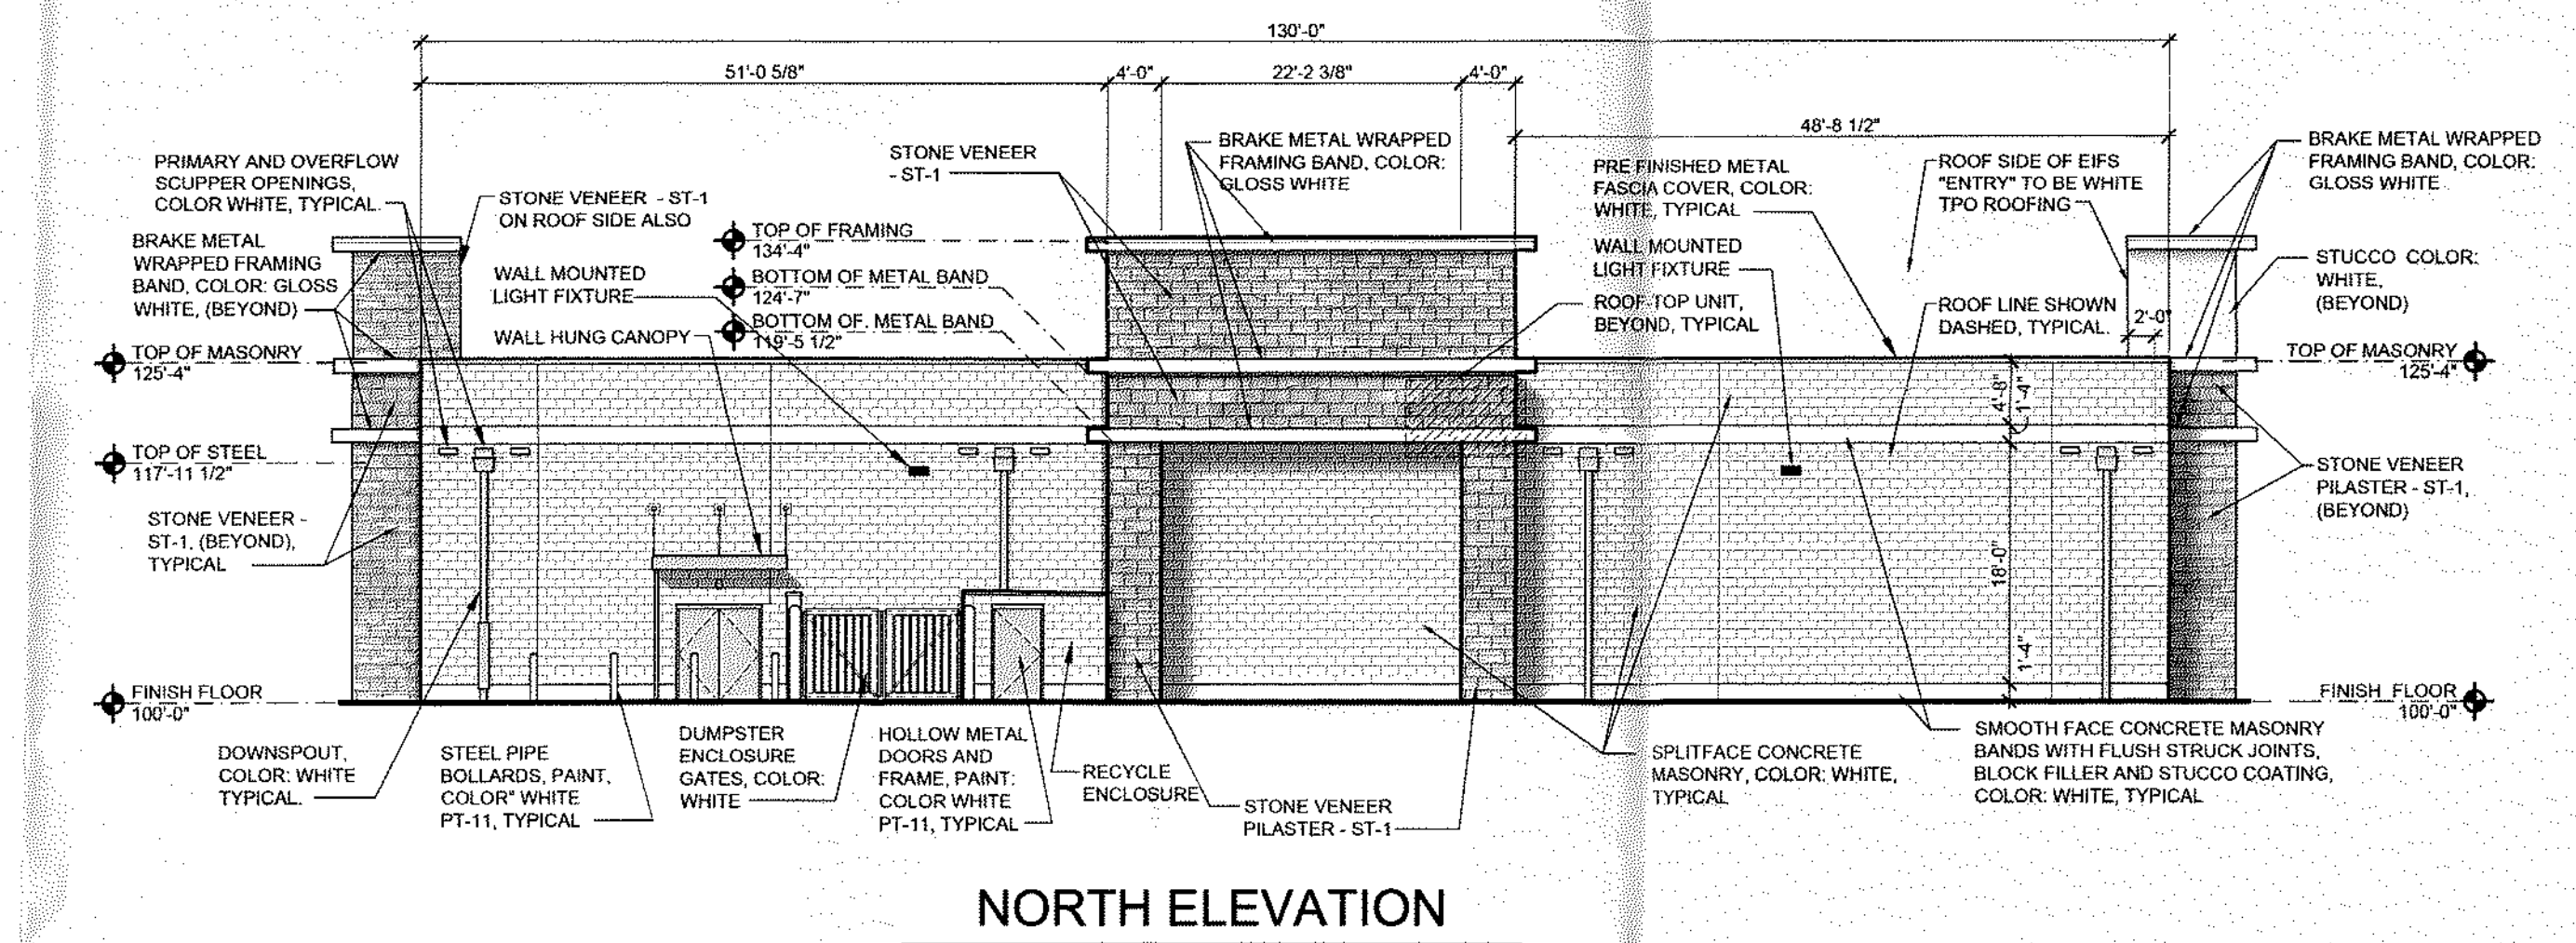 130'-0"
51'-0 5/8"
4'-0"
22'-2 3/8"
4'-0"
48'-8 1/2"
PRIMARY AND OVERFLOW
SCUPPER OPENINGS,
COLOR WHITE, TYPICAL.
STONE VENEER - ST-1
ON ROOF SIDE ALSO
BRAKE METAL
WRAPPED FRAMING
BAND, COLOR: GLOSS
WHITE, (BEYOND)
WALL MOUNTED
LIGHT FIXTURE
WALL HUNG CANOPY
TOP OF FRAMING
134'-4"
BOTTOM OF METAL BAND
124'-7"
BOTTOM OF METAL BAND
119'-5 1/2"
STONE VENEER
- ST-1
BRAKE METAL WRAPPED
FRAMING BAND, COLOR:
GLOSS WHITE
PRE FINISHED METAL
FASCIA COVER, COLOR:
WHITE, TYPICAL
WALL MOUNTED
LIGHT FIXTURE
ROOF TOP UNIT,
BEYOND, TYPICAL
ROOF SIDE OF EIFS
"ENTRY" TO BE WHITE
TPO ROOFING
ROOF LINE SHOWN
DASHED, TYPICAL.
2'-0"
BRAKE METAL WRAPPED
FRAMING BAND, COLOR:
GLOSS WHITE
STUCCO COLOR:
WHITE,
(BEYOND)
TOP OF MASONRY
125'-4"
TOP OF MASONRY
125'-4"
TOP OF STEEL
117'-11 1/2"
4'-8"
1'-4"
18'-0"
1'-4"
STONE VENEER -
ST-1, (BEYOND),
TYPICAL
STONE VENEER
PILASTER - ST-1,
(BEYOND)
FINISH FLOOR
100'-0"
FINISH FLOOR
100'-0"
DOWNSPOUT,
COLOR: WHITE
TYPICAL.
STEEL PIPE
BOLLARDS, PAINT,
COLOR" WHITE
PT-11, TYPICAL
DUMPSTER
ENCLOSURE
GATES, COLOR:
WHITE
HOLLOW METAL
DOORS AND
FRAME, PAINT:
COLOR WHITE
PT-11, TYPICAL
RECYCLE
ENCLOSURE
STONE VENEER
PILASTER - ST-1
SPLITFACE CONCRETE
MASONRY, COLOR: WHITE,
TYPICAL
SMOOTH FACE CONCRETE MASONRY
BANDS WITH FLUSH STRUCK JOINTS,
BLOCK FILLER AND STUCCO COATING,
COLOR: WHITE, TYPICAL
NORTH ELEVATION